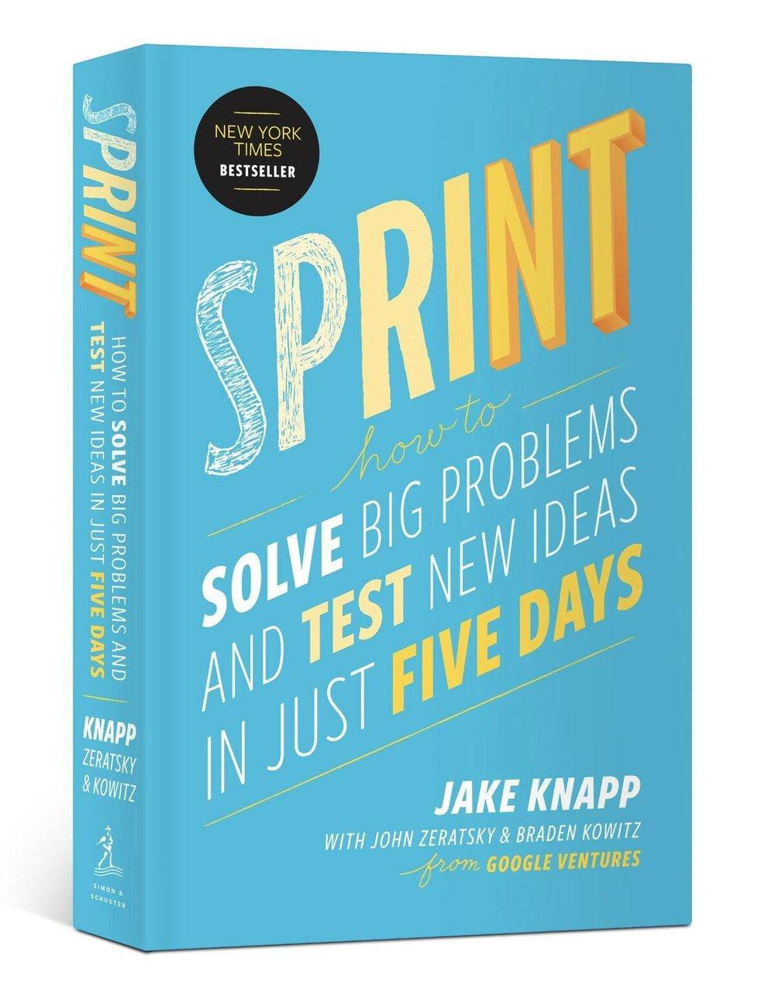 NEW YORK
TIMES
BESTSELLER
SPRINT
how to
SOLVE BIG PROBLEMS
AND TEST NEW IDEAS
IN JUST FIVE DAYS
JAKE KNAPP
WITH JOHN ZERATSKY & BRADEN KOWITZ
from GOOGLE VENTURES
SPRINT
HOW TO SOLVE BIG PROBLEMS AND
TEST NEW IDEAS IN JUST FIVE DAYS
KNAPP
ZERATSKY
& KOWITZ
SIMON &
SCHUSTER